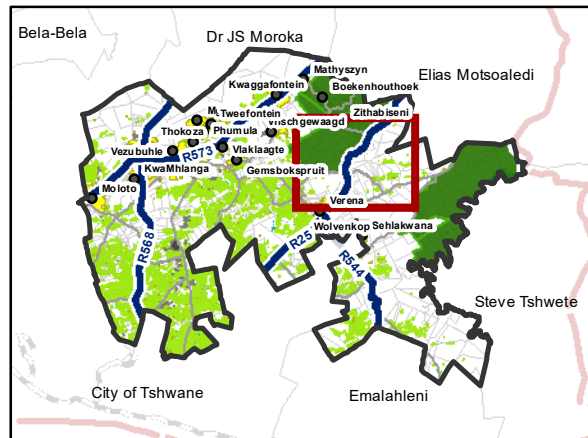 Bela-Bela
Dr JS Moroka
Mathyszyn
Elias Motsoaledi
Kwaggafontein
Boekenhouthoek
Zithabiseni
Tweefontein
Thokoza
Phumula
Vezubuhle
R573
Vlaklaagte
KwaMhlanga
Gemsbokspruit
Moloto
Verena
Wolvenkop
Sehlakwana
R568
R25
R544
Steve Tshwete
City of Tshwane
Emalahleni